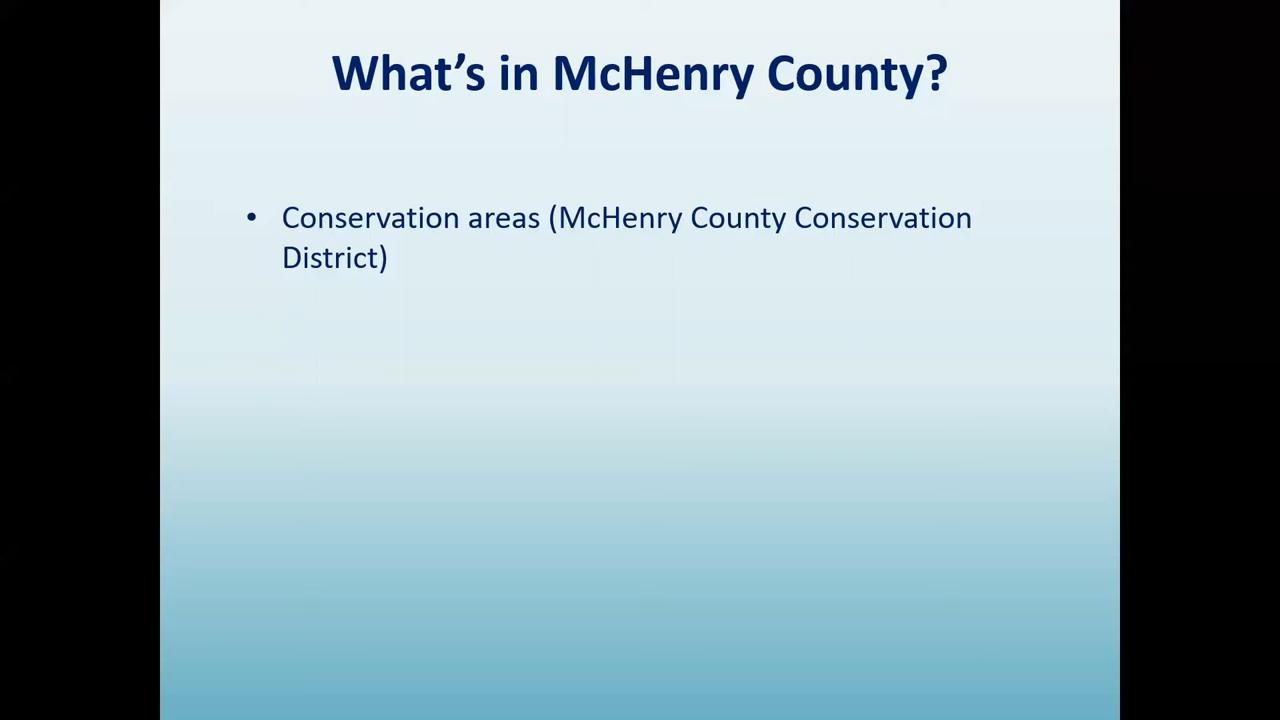 What’s in McHenry County?
• Conservation areas (McHenry County Conservation
District)